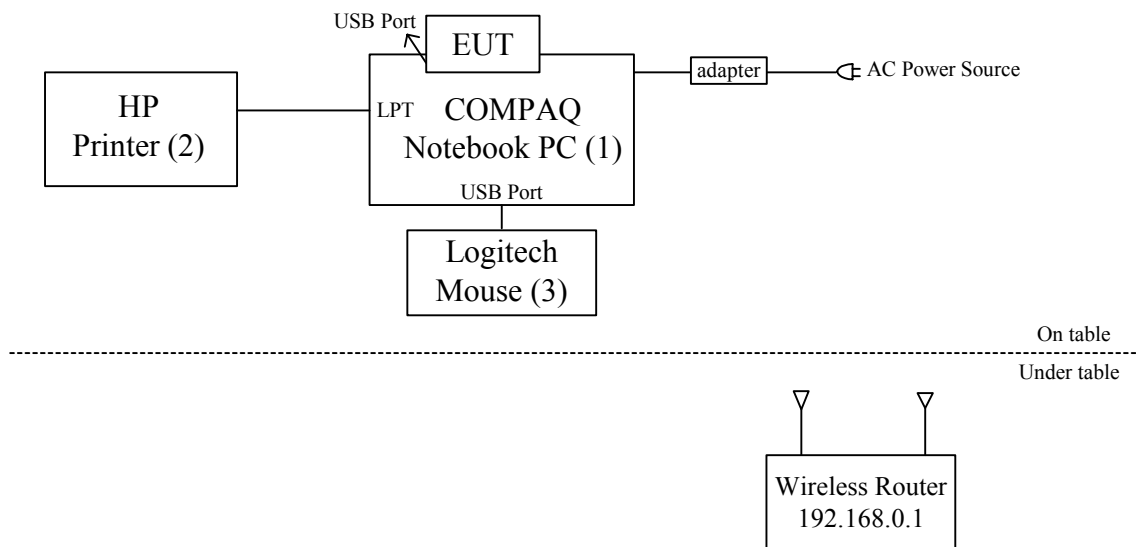 USB Port
EUT
adapter
AC Power Source
HP
Printer (2)
LPT
COMPAQ
Notebook PC (1)
USB Port
Logitech
Mouse (3)
On table
Under table
Wireless Router
192.168.0.1